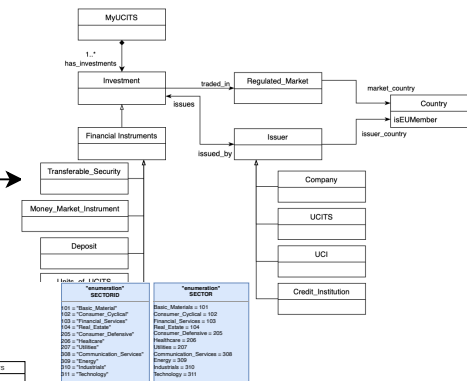 MyUCITS
1..*
has_investments
Investment
traded_in
Regulated_Market
market_country
Country
isEUMember
issuer_country
issues
issued_by
Issuer
Financial Instruments
Transferable_Security
Money_Market_Instrument
Deposit
Units_of_UCITS
Company
UCITS
UCI
Credit_Institution
"enumeration"
SECTORID
101 = "Basic_Material"
102 = "Consumer_Cyclical"
103 = "Financial_Services"
104 = "Real_Estate"
205 = "Consumer_Defensive"
206 = "Healtcare"
207 = "Utilities"
308 = "Communication_Services"
309 = "Energy"
310 = "Industrials"
311 = "Technology"
"enumeration"
SECTOR
Basic_Materials = 101
Consumer_Cyclical = 102
Financial_Services = 103
Real_Estate = 104
Consumer_Defensive = 205
Healthcare = 206
Utilities = 207
Communication_Services = 308
Energy = 309
Industrials = 310
Technology = 311